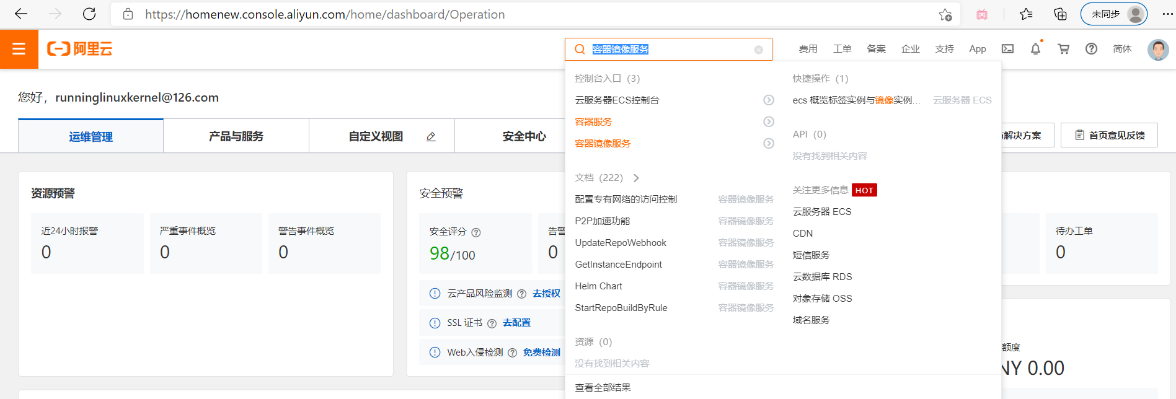 https://homenew.console.aliyun.com/home/dashboard/Operation
未同步
阿里云
容器镜像服务
费用 工单 备案 企业 支持 App 简体
您好，runninglinuxkernel@126.com
运维管理 产品与服务 自定义视图 安全中心
解决方案 首页意见反馈
控制台入口（3）
云服务器ECS控制台
容器服务
容器镜像服务
文档（222）
配置专有网络的访问控制 容器镜像服务
P2P加速功能 容器镜像服务
UpdateRepoWebhook 容器镜像服务
GetInstanceEndpoint 容器镜像服务
Helm Chart 容器镜像服务
StartRepoBuildByRule 容器镜像服务
资源（0）
没有找到相关内容
查看全部结果
快捷操作（1）
ecs 概览标签实例与镜像实例... 云服务器 ECS
API（0）
没有找到相关内容
关注更多信息 HOT
云服务器 ECS
CDN
短信服务
云数据库 RDS
对象存储 OSS
域名服务
资源预警
近24小时报警
0
严重事件概览
0
警告事件概览
0
安全预警
安全评分
98/100
告警
0
云产品风险监测 去授权
SSL 证书 去配置
Web入侵检测 免费检测
待办工单
0
额度
NY 0.00